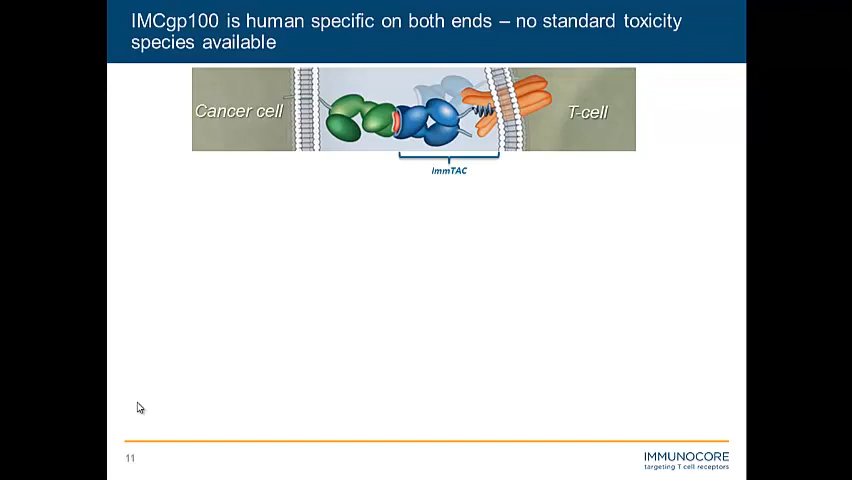 IMCgp100 is human specific on both ends – no standard toxicity
species available
Cancer cell
T-cell
ImmTAC
11
IMMUNOCORE
targeting T cell receptors